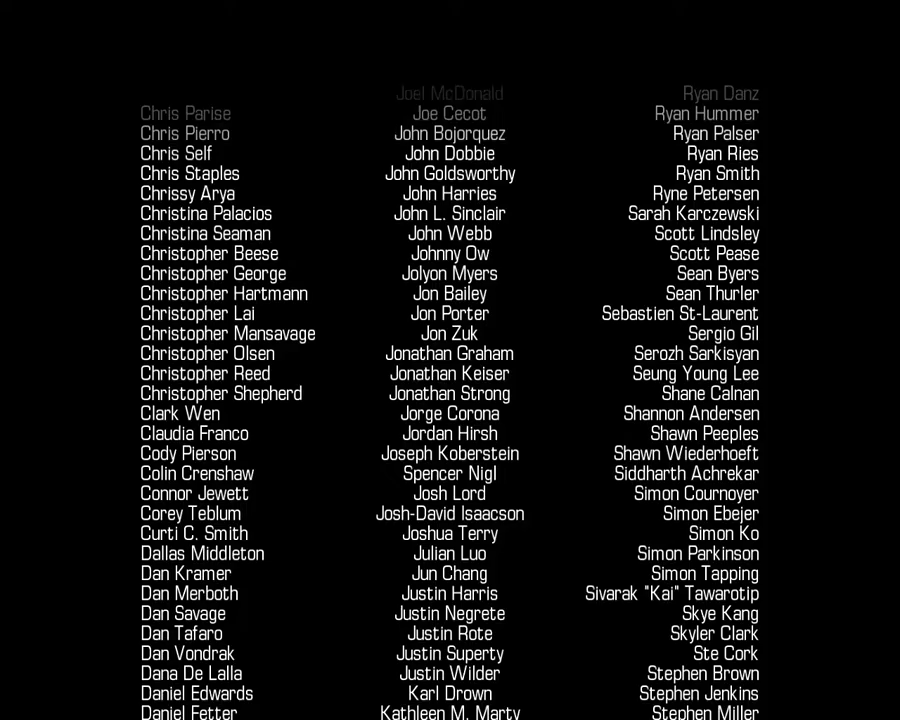 Joel McDonald Ryan Danz
Chris Parise Joe Cecot Ryan Hummer
Chris Pierro John Bojorquez Ryan Palser
Chris Self John Dobbie Ryan Ries
Chris Staples John Goldsworthy Ryan Smith
Chrissy Arya John Harries Ryne Petersen
Christina Palacios John L. Sinclair Sarah Karczewski
Christina Seaman John Webb Scott Lindsley
Christopher Beese Johnny Ow Scott Pease
Christopher George Jolyon Myers Sean Byers
Christopher Hartmann Jon Bailey Sean Thurler
Christopher Lai Jon Porter Sebastien St-Laurent
Christopher Mansavage Jon Zuk Sergio Gil
Christopher Olsen Jonathan Graham Serozh Sarkisyan
Christopher Reed Jonathan Keiser Seung Young Lee
Christopher Shepherd Jonathan Strong Shane Calnan
Clark Wen Jorge Corona Shannon Andersen
Claudia Franco Jordan Hirsh Shawn Peeples
Cody Pierson Joseph Koberstein Shawn Wiederhoeft
Colin Crenshaw Spencer Nigl Siddharth Achrekar
Connor Jewett Josh Lord Simon Cournoyer
Corey Teblum Josh-David Isaacson Simon Ebejer
Curti C. Smith Joshua Terry Simon Ko
Dallas Middleton Julian Luo Simon Parkinson
Dan Kramer Jun Chang Simon Tapping
Dan Merboth Justin Harris Sivarak "Kai" Tawarotip
Dan Savage Justin Negrete Skye Kang
Dan Tafaro Justin Rote Skyler Clark
Dan Vondrak Justin Superty Ste Cork
Dana De Lalla Justin Wilder Stephen Brown
Daniel Edwards Karl Drown Stephen Jenkins
Daniel Fetter Kathleen M. Marty Stephen Miller